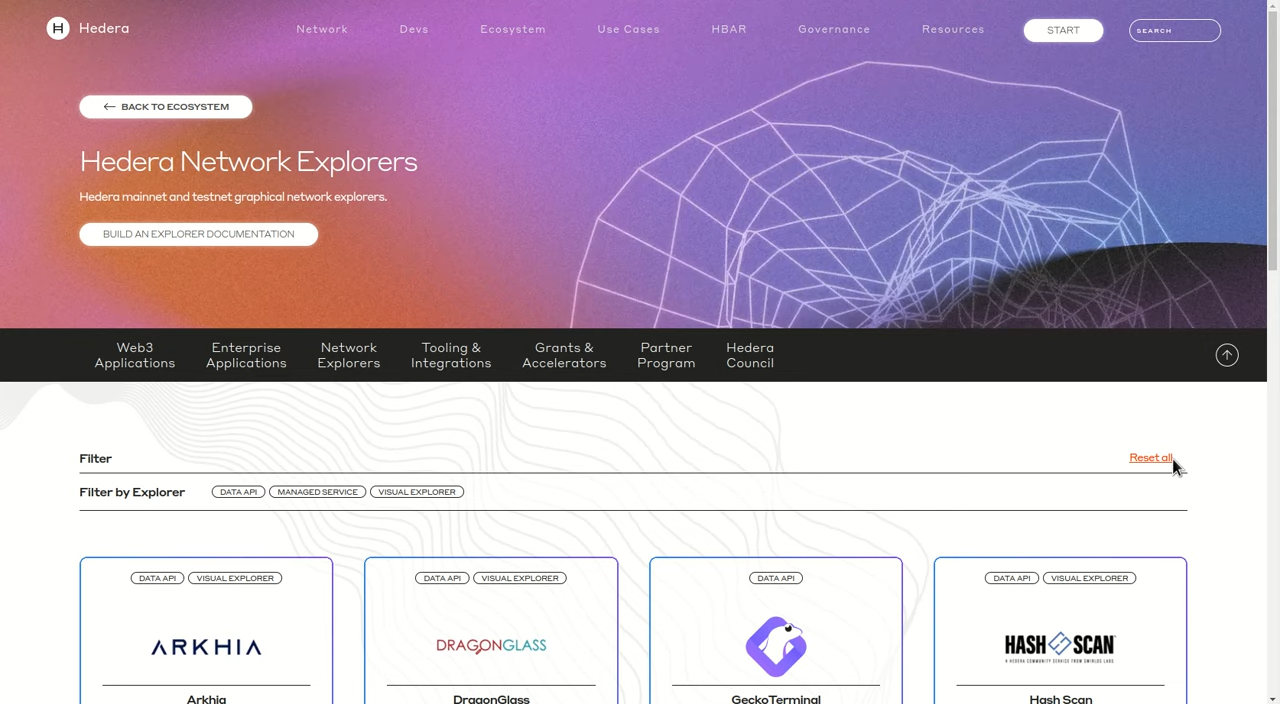 H Hedera
Network Devs Ecosystem Use Cases HBAR Governance Resources START SEARCH
← BACK TO ECOSYSTEM
Hedera Network Explorers
Hedera mainnet and testnet graphical network explorers.
BUILD AN EXPLORER DOCUMENTATION
Web3 Applications
Enterprise Applications
Network Explorers
Tooling & Integrations
Grants & Accelerators
Partner Program
Hedera Council
Filter Reset all
Filter by Explorer DATA API MANAGED SERVICE VISUAL EXPLORER
DATA API VISUAL EXPLORER
ARKHIA
Arkhia
DATA API VISUAL EXPLORER
DRAGONGLASS
DragonGlass
DATA API
GeckoTerminal
DATA API VISUAL EXPLORER
HASH SCAN
A HEDERA COMMUNITY SERVICE FROM SWIRLDS LABS
Hash Scan